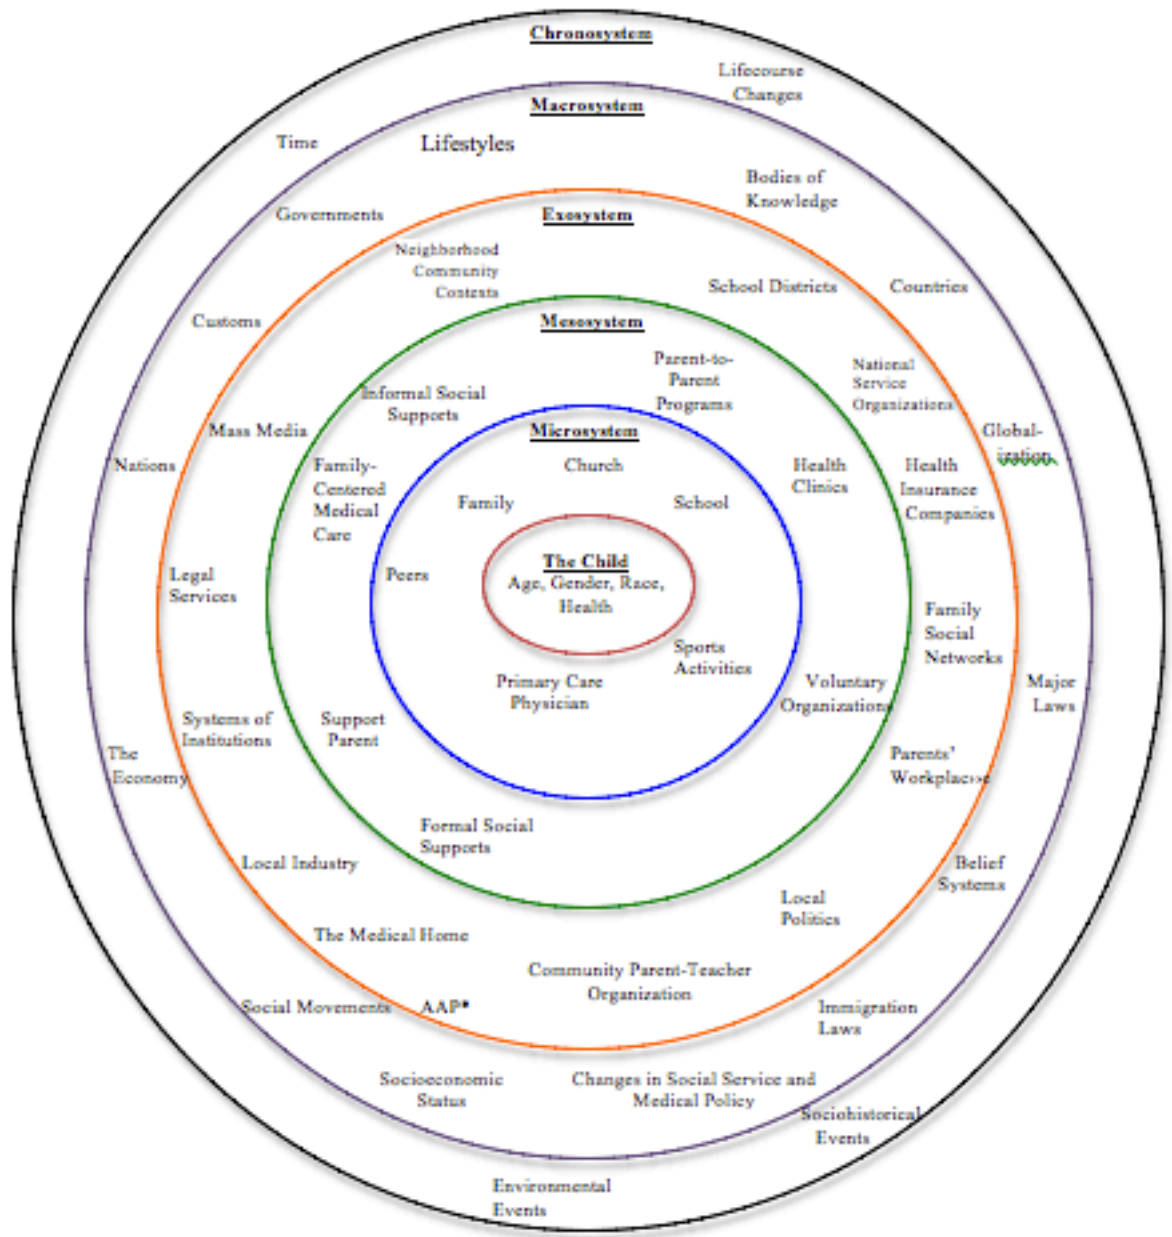 Chronosystem
Lifecourse
Changes
Macrosystem
Time
Lifestyles
Bodies of
Knowledge
Governments
Exosystem
Neighborhood
Community
Contexts
School Districts
Countries
Customs
Mesosystem
Parent-to-
Parent
Programs
National
Service
Organizations
Informal Social
Supports
Mass Media
Microsystem
Global-
ization
Nations
Family-
Centered
Medical
Care
Church
Health
Clinics
Health
Insurance
Companies
Family
School
The Child
Age, Gender, Race,
Health
Peers
Legal
Services
Family
Social
Networks
Sports
Activities
Primary Care
Physician
Voluntary
Organizations
Major
Laws
Systems of
Institutions
Support
Parent
The
Economy
Parents'
Formal Social
Supports
Local Industry
Belief
Systems
Local
Politics
The Medical Home
Community Parent-Teacher
Organization
Social Movements
AAP*
Immigration
Laws
Socioeconomic
Status
Changes in Social Service and
Medical Policy
Sociohistorical
Events
Environmental
Events